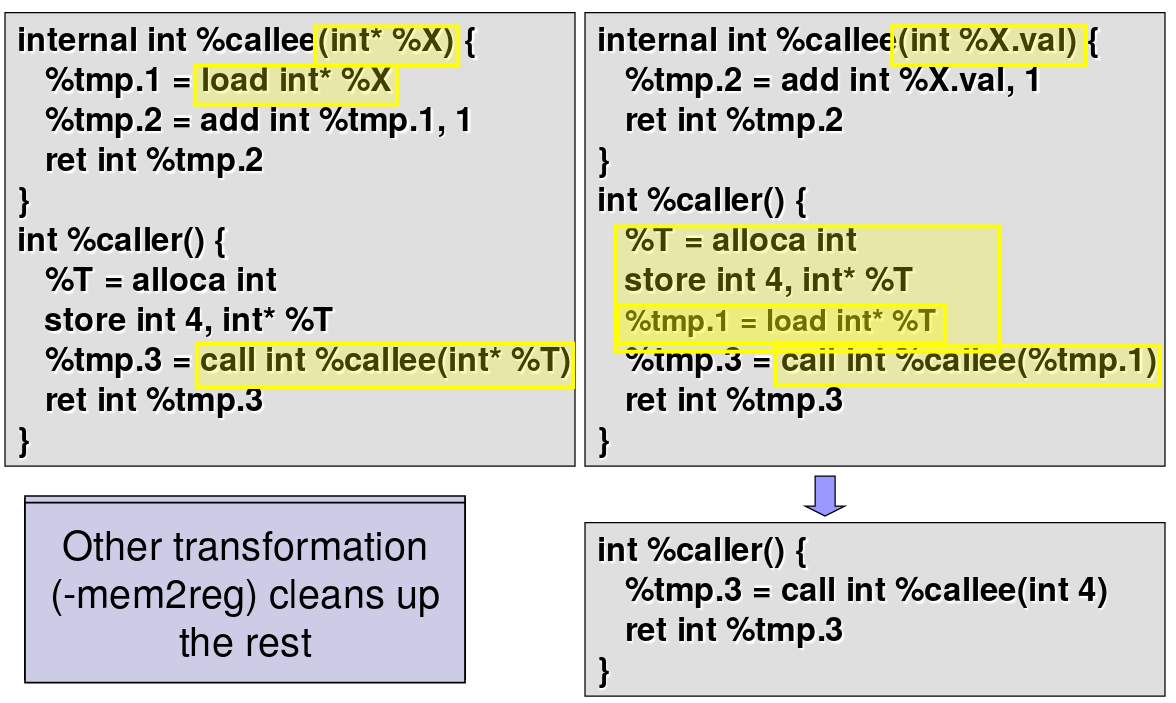 internal int %callee(int* %X) {
%tmp.1 = load int* %X
%tmp.2 = add int %tmp.1, 1
ret int %tmp.2
}
int %caller() {
%T = alloca int
store int 4, int* %T
%tmp.3 = call int %callee(int* %T)
ret int %tmp.3
}
internal int %callee(int %X.val) {
%tmp.2 = add int %X.val, 1
ret int %tmp.2
}
int %caller() {
%T = alloca int
store int 4, int* %T
%tmp.1 = load int* %T
%tmp.3 = call int %callee(%tmp.1)
ret int %tmp.3
}
Other transformation
(-mem2reg) cleans up
the rest
int %caller() {
%tmp.3 = call int %callee(int 4)
ret int %tmp.3
}